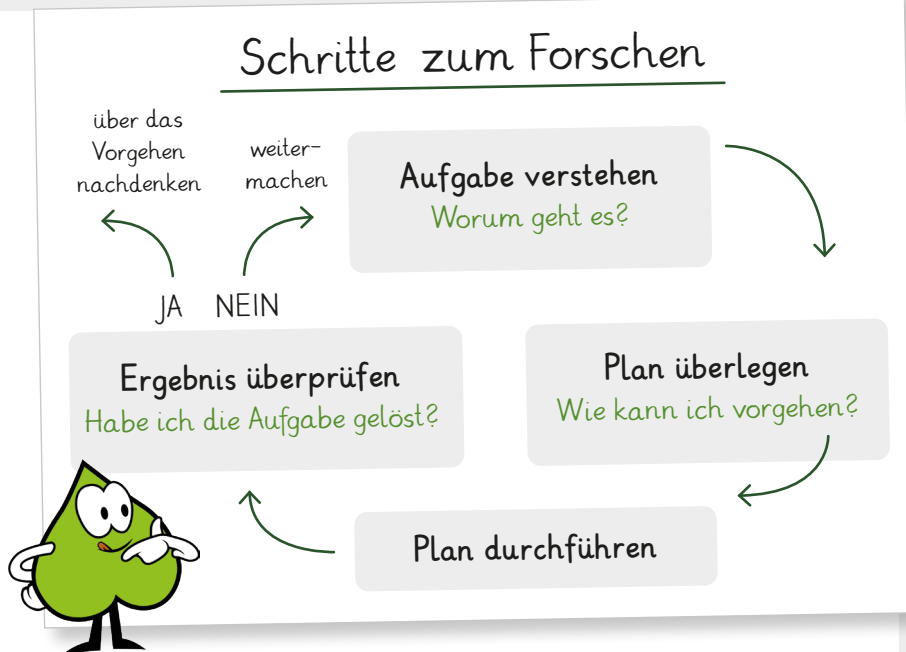 Schritte zum Forschen
über das
Vorgehen
nachdenken
weiter-
machen
Aufgabe verstehen
Worum geht es?
JA NEIN
Ergebnis überprüfen
Habe ich die Aufgabe gelöst?
Plan überlegen
Wie kann ich vorgehen?
Plan durchführen